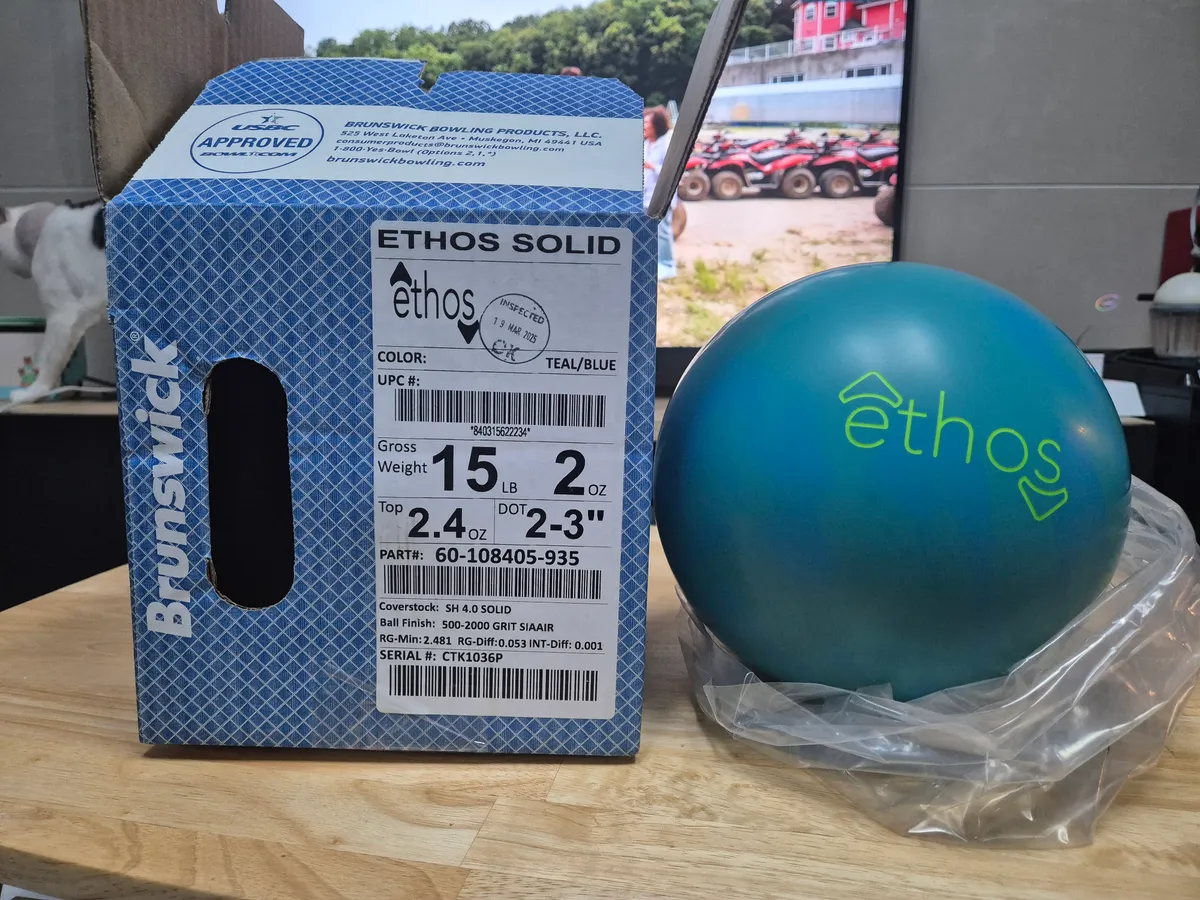 USBC
APPROVED
BOWL.COM
BRUNSWICK BOWLING PRODUCTS, LLC.
525 West Laketon Ave - Muskegon, MI 49441 USA
consumerproducts@brunswickbowling.com
1-800-Yes-Bowl (Options 2,1,*)
brunswickbowling.com
Brunswick®
ETHOS SOLID
ethos
INSPECTED
19 MAR 2025
CK
COLOR: TEAL/BLUE
UPC #:
*840315622234*
Gross Weight 15 LB 2 OZ
Top 2.4 OZ DOT 2-3"
PART#: 60-108405-935
Coverstock: SH 4.0 SOLID
Ball Finish: 500-2000 GRIT SIAAIR
RG-Min: 2.481 RG-Diff: 0.053 INT-Diff: 0.001
SERIAL #: CTK1036P
ethos